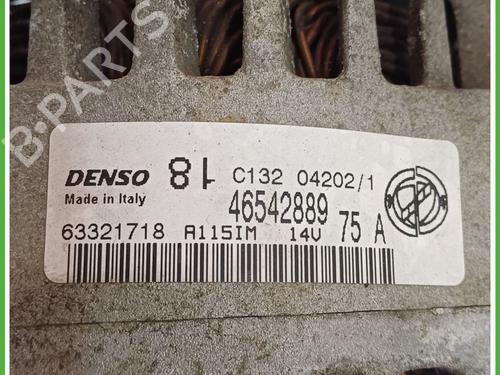 B-PARTS
DENSO 81 C132 04202/1
Made in Italy 46542889
63321718 A115IM 14V 75 A